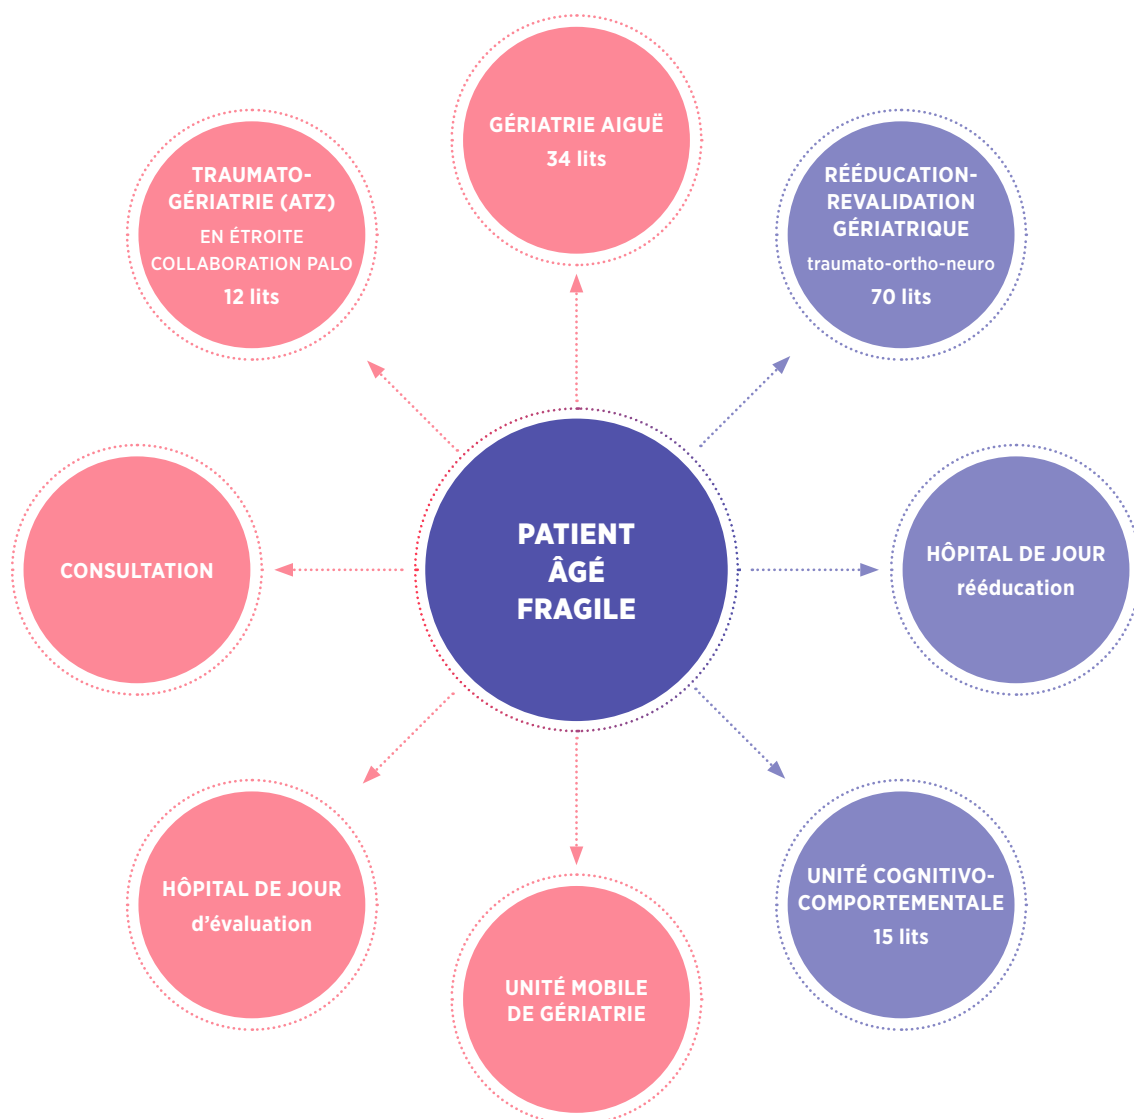 GÉRIATRIE AIGUË
34 lits
TRAUMATO-
GÉRIATRIE (ATZ)
EN ÉTROITE
COLLABORATION PALO
12 lits
RÉÉDUCATION-
REVALIDATION
GÉRIATRIQUE
traumato-ortho-neuro
70 lits
CONSULTATION
PATIENT
ÂGÉ
FRAGILE
HÔPITAL DE JOUR
rééducation
HÔPITAL DE JOUR
d'évaluation
UNITÉ COGNITIVO-
COMPORTEMENTALE
15 lits
UNITÉ MOBILE
DE GÉRIATRIE